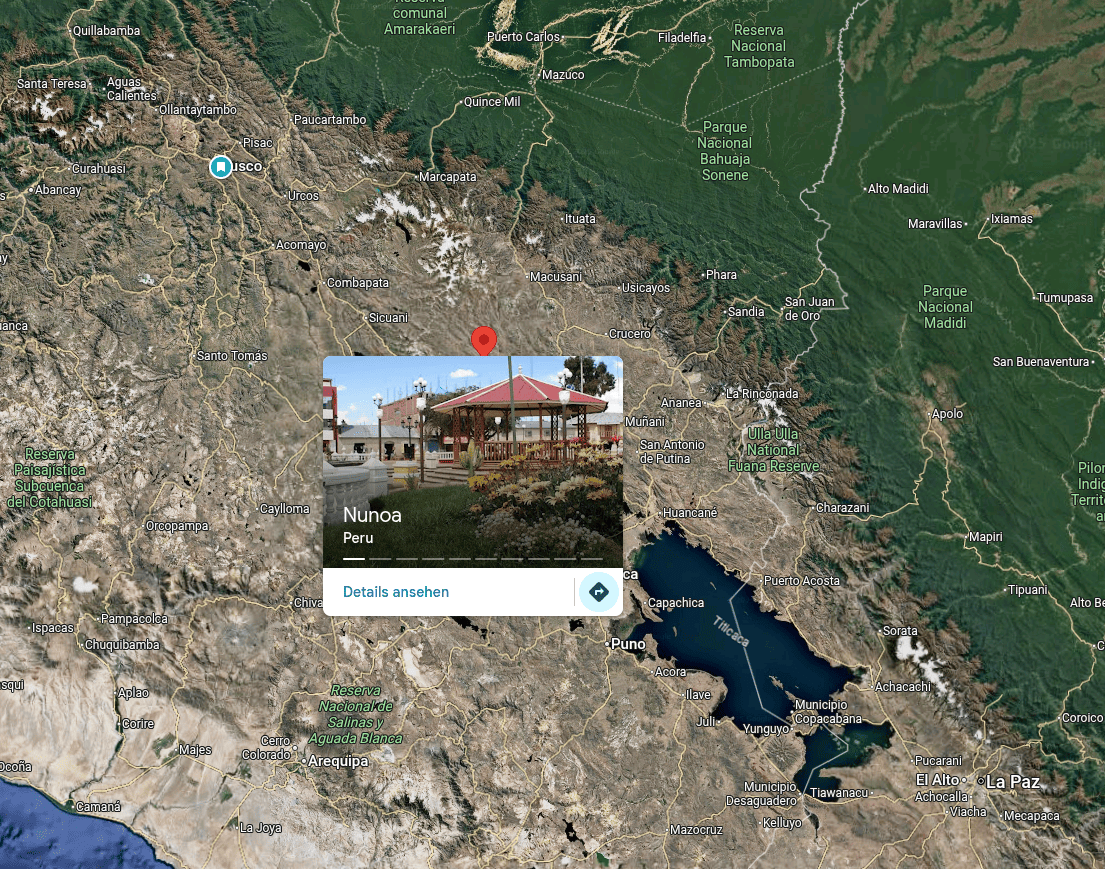 Reserva
comunal
Amarakaeri
Quillabamba
Puerto Carlos
Filadelfia
Reserva
Nacional
Tambopata
Santa Teresa
Aguas
Calientes
Mazuco
Quince Mil
Ollantaytambo
Paucartambo
Pisac
Parque
Nacional
Bahuaja
Sonene
Curahuasi
usco
Marcapata
Abancay
Urcos
Alto Madidi
Ituata
Maravillas
Ixiamas
Acomayo
Combapata
Macusani
Usicayos
Phara
Parque
Nacional
Madidi
Tumupasa
San Juan
de Oro
Sandia
Sicuani
anca
Crucero
Santo Tomás
San Buenaventura
La Rinconada
Ananea
Apolo
Muñani
San Antonio
de Putina
Ulla Ulla
National
Fauna Reserve
Reserva
Paisajística
Subcuenca
del Cotahuasi
Pilon
Indíg
Territo
Caylloma
Orcopampa
Nunoa
Peru
Huancané
Charazani
Mapiri
ca
Details ansehen
Puerto Acosta
Tipuani
Chiva
Capachica
Alto Be
Pampacolca
Ispacas
Chuquibamba
Titicaca
Puno
Sorata
Acora
squi
Aplao
Reserva
Nacional de
Salinas y
Aguada Blanca
Ilave
Achacachi
Municipio
Copacabana
Juli
Yunguyo
Coroico
Corire
Majes
Cerro
Colorado
Arequipa
Ocoña
Pucarani
El Alto
La Paz
Municipio
Desaguadero
Tiawanacu
Achocalla
Viacha
Mecapaca
Camaná
La Joya
Mazocruz
Kelluyo